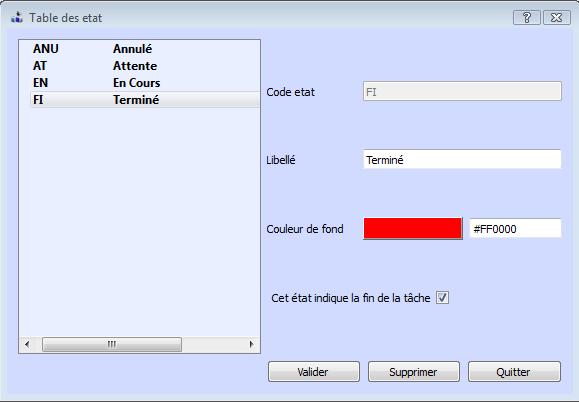 Table des etat
ANU Annulé
AT Attente
EN En Cours
FI Terminé
Code etat FI
Libellé Terminé
Couleur de fond #FF0000
Cet état indique la fin de la tâche
Valider Supprimer Quitter